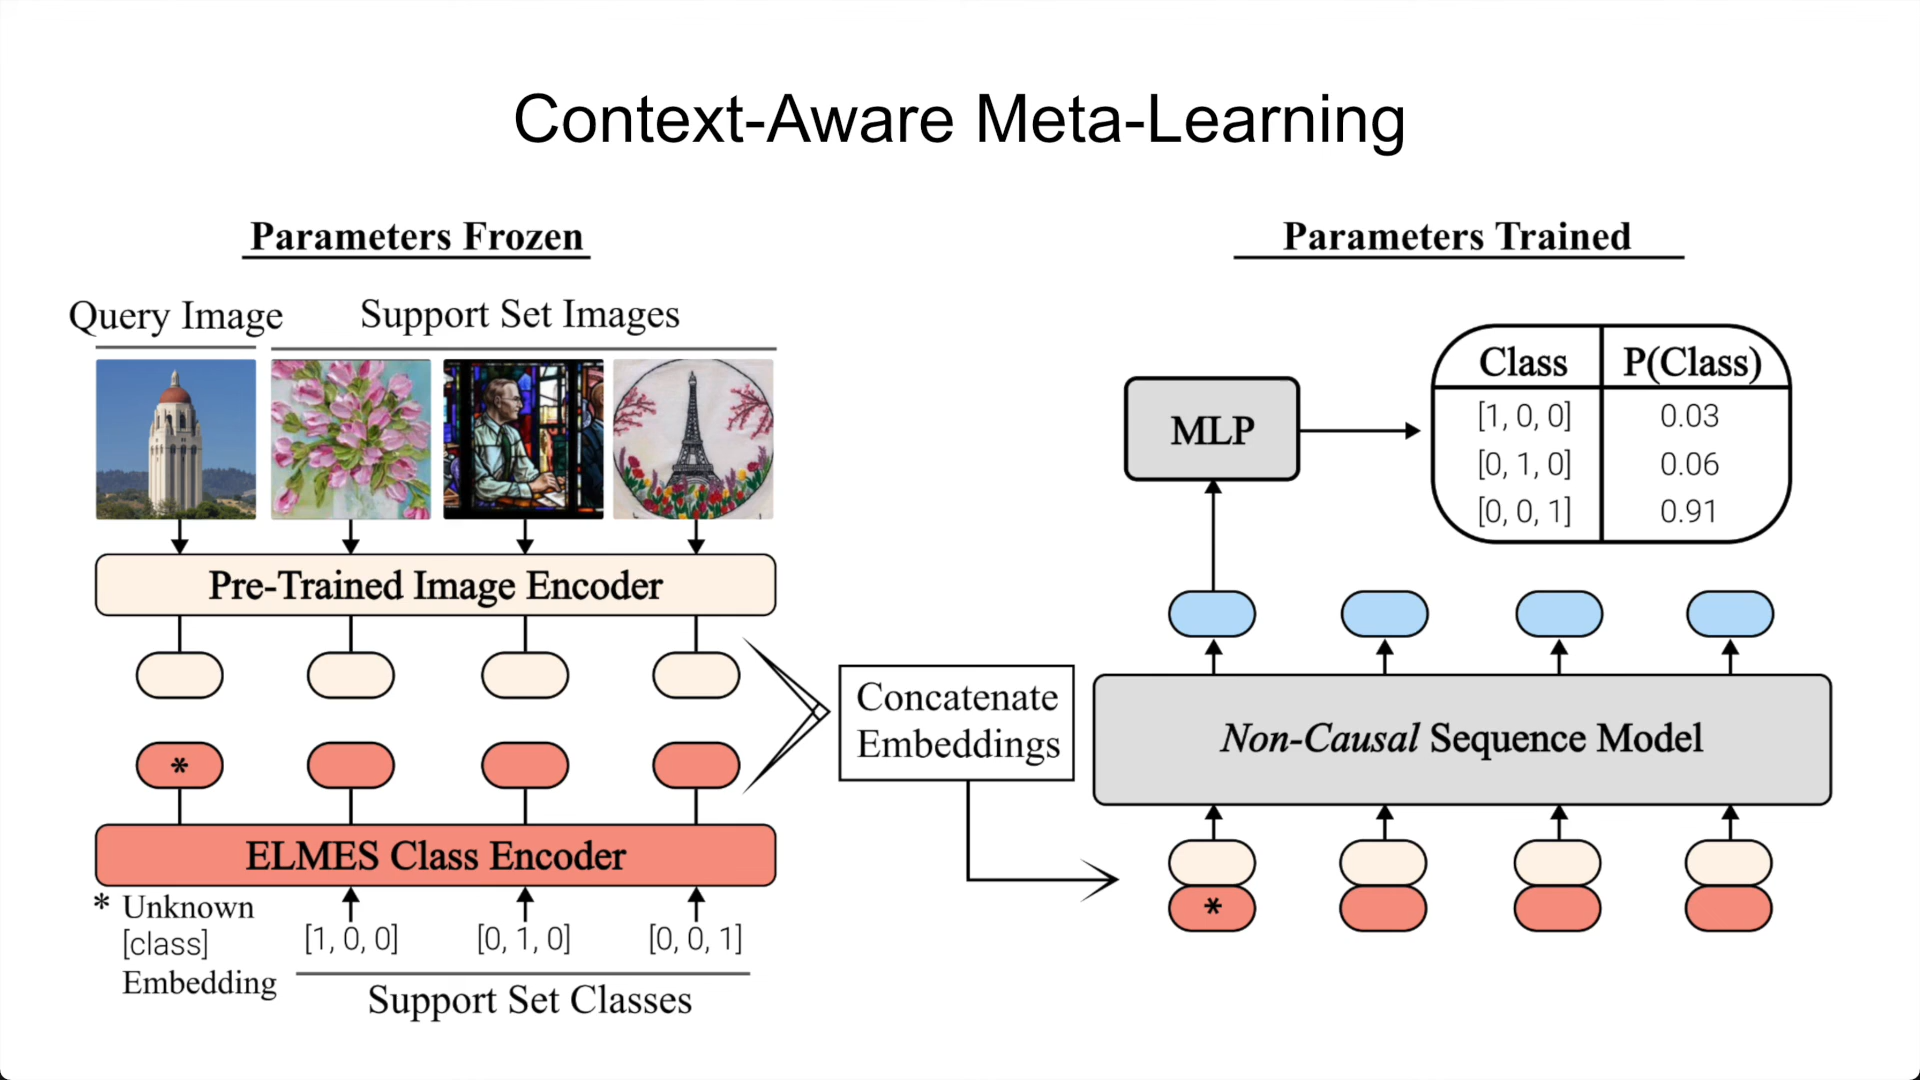 Context-Aware Meta-Learning
Parameters Frozen
Query Image
Support Set Images
Pre-Trained Image Encoder
*
ELMES Class Encoder
* Unknown
[class]
Embedding
[1, 0, 0]
[0, 1, 0]
[0, 0, 1]
Support Set Classes
Concatenate
Embeddings
Parameters Trained
MLP
Class P(Class)
[1, 0, 0] 0.03
[0, 1, 0] 0.06
[0, 0, 1] 0.91
Non-Causal Sequence Model
*